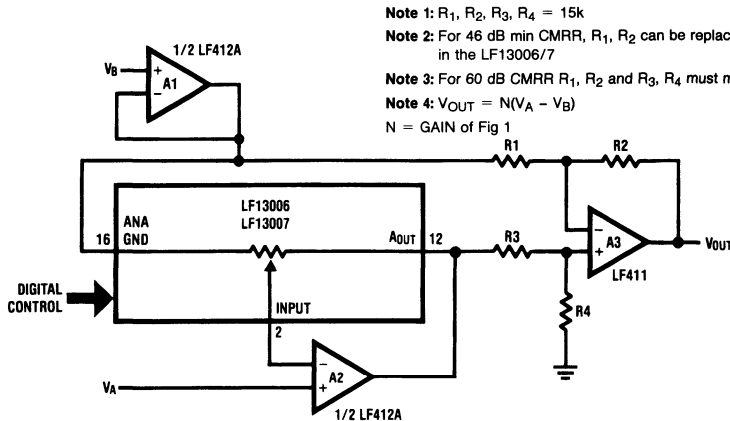 Note 1: R1, R2, R3, R4 = 15k
Note 2: For 46 dB min CMRR, R1, R2 can be
in the LF13006/7
Note 3: For 60 dB CMRR R1, R2 and R3, R4 must
Note 4: VOUT = N(VA − VB)
N = GAIN of Fig 1
1/2 LF412A
VB
+
A1
−
R1
R2
LF13006
LF13007
16
ANA
GND
AOUT
12
R3
−
A3
+
VOUT
LF411
DIGITAL
CONTROL
INPUT
2
R4
−
A2
+
VA
1/2 LF412A